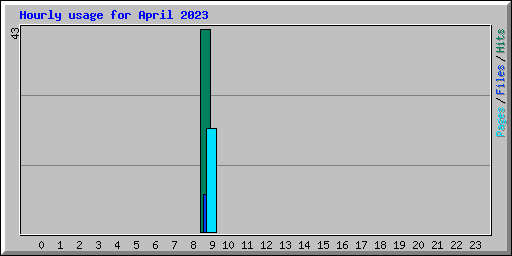 Hourly usage for April 2023
43
Pages/Files/Hits
0 1 2 3 4 5 6 7 8 9 10 11 12 13 14 15 16 17 18 19 20 21 22 23